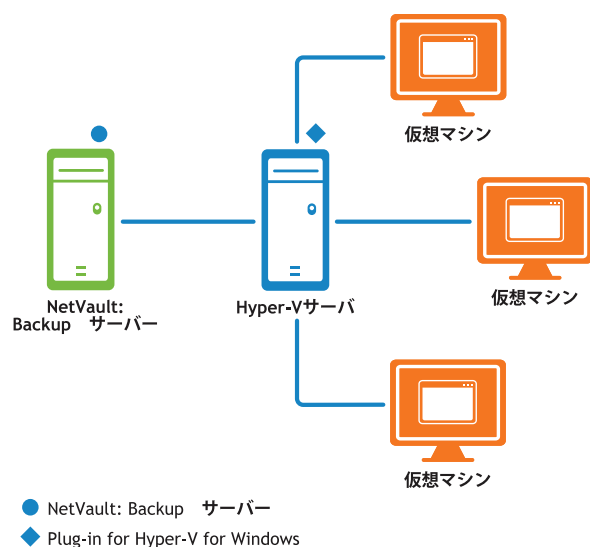 仮想マシン
NetVault:
Backup　サーバー
Hyper-Vサーバ
仮想マシン
仮想マシン
NetVault: Backup　サーバー
Plug-in for Hyper-V for Windows